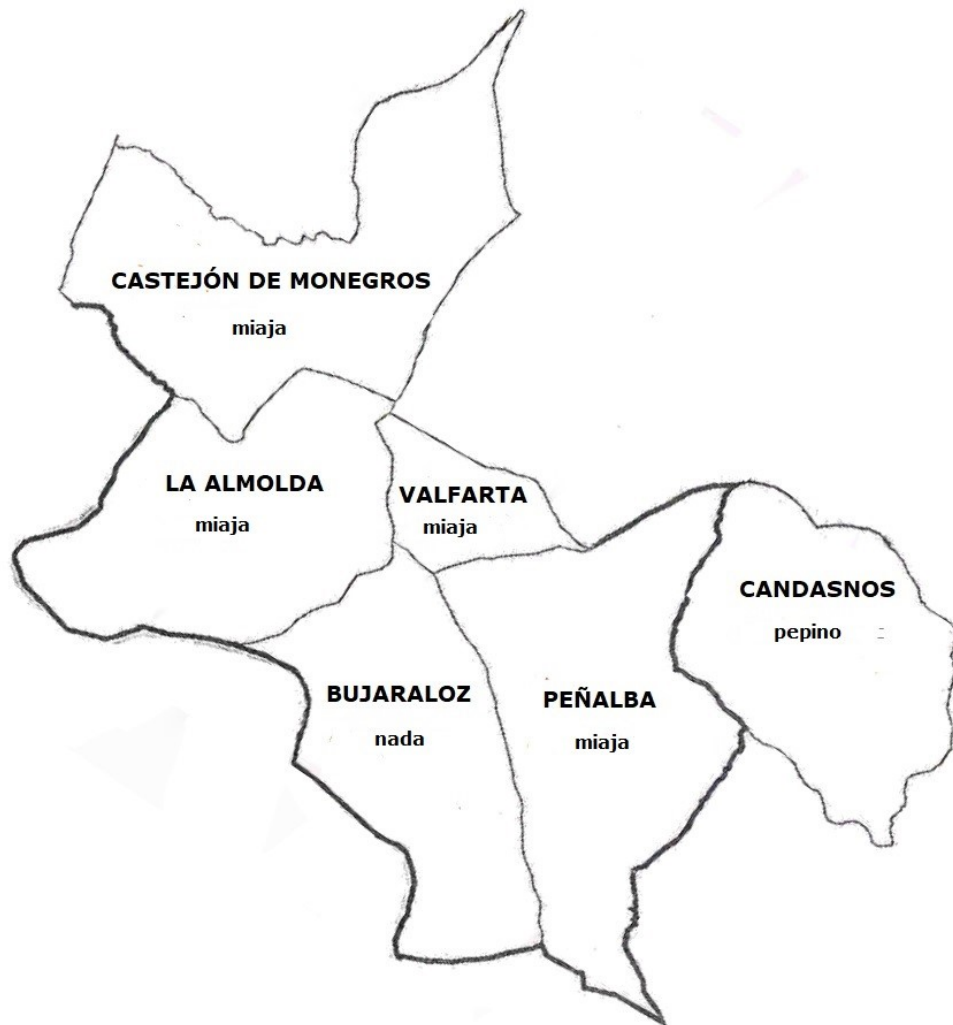 CASTEJÓN DE MONEGROS
miaja
LA ALMOLDA
miaja
VALFARTA
miaja
CANDASNOS
pepino
BUJARALOZ
nada
PEÑALBA
miaja